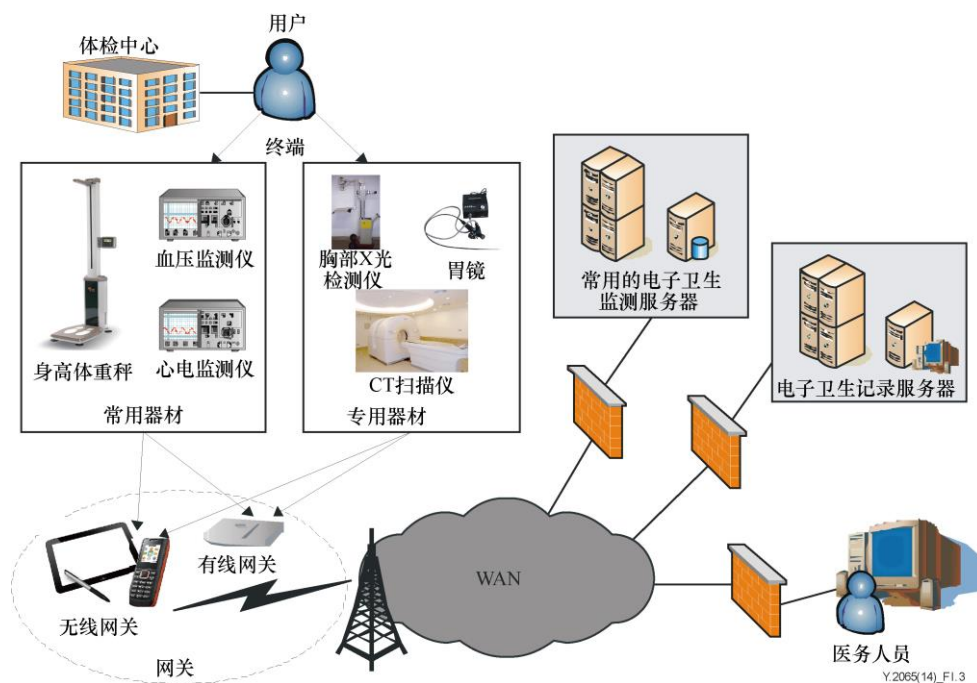 用户
体检中心
终端
血压监测仪
身高体重秤
心电监测仪
常用器材
胸部X光
检测仪
胃镜
CT扫描仪
专用器材
常用的电子卫生
监测服务器
电子卫生记录服务器
有线网关
无线网关
网关
WAN
医务人员
Y.2065(14)_FI.3